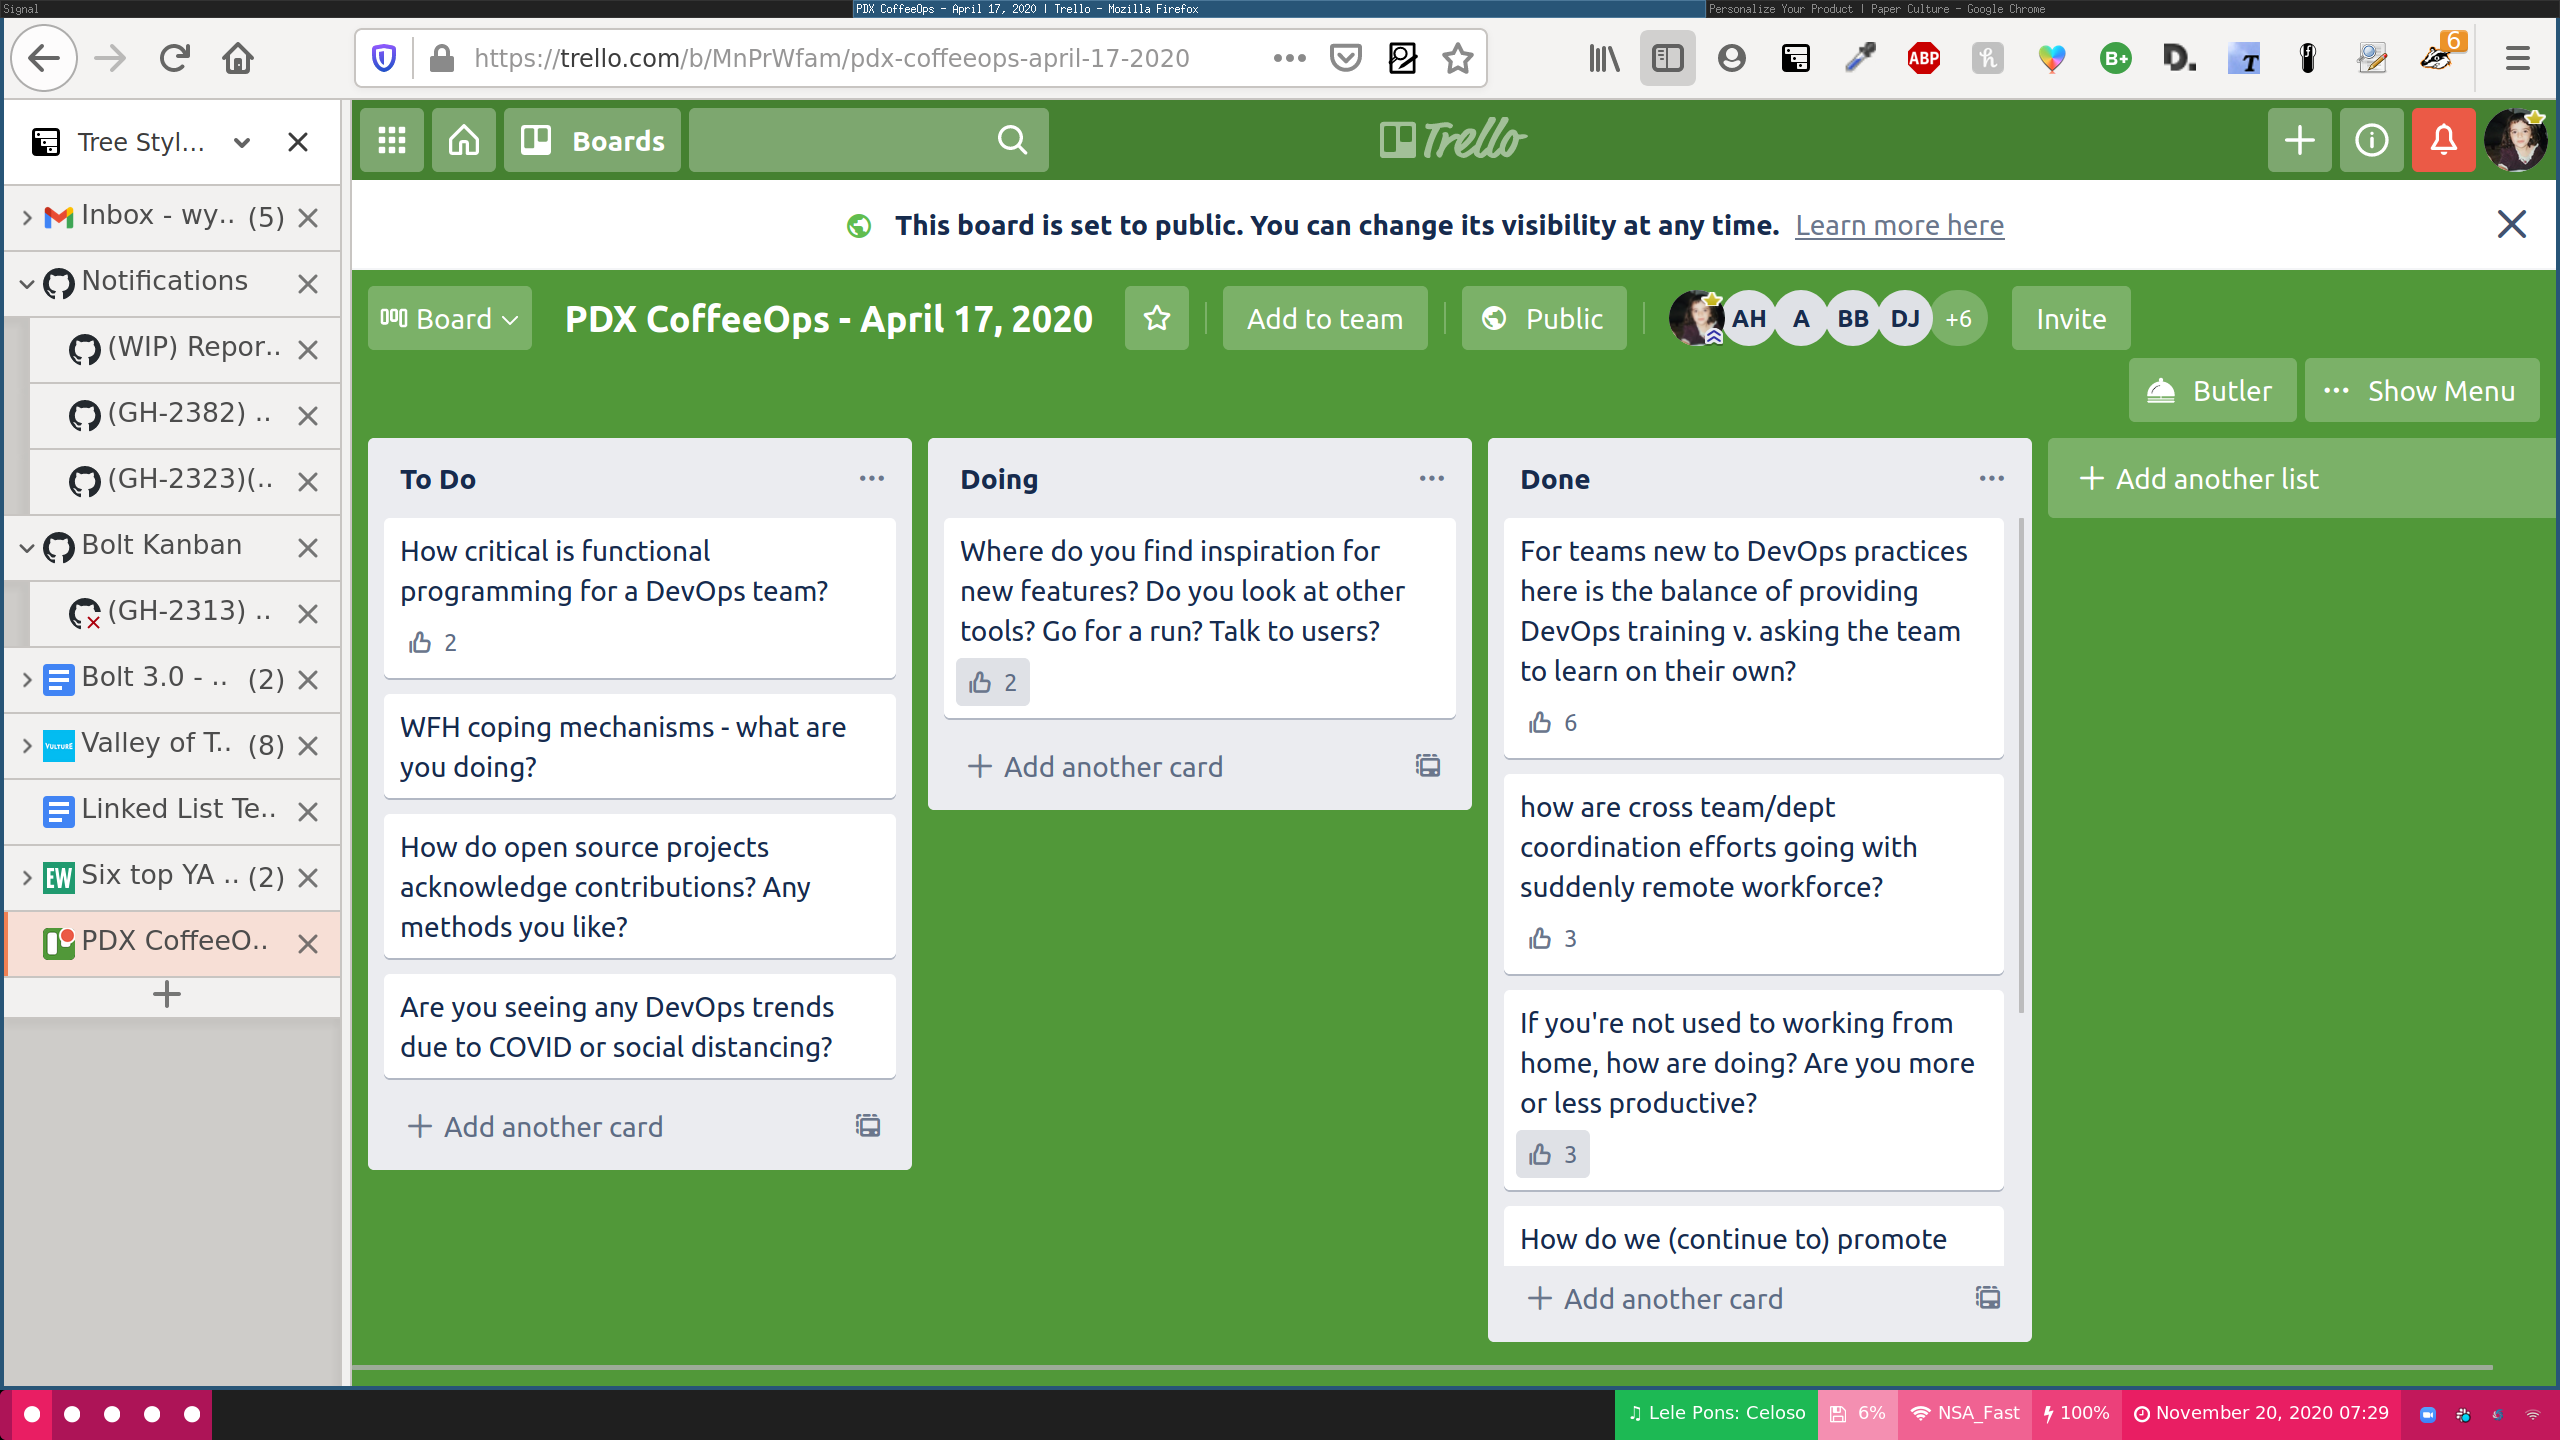 Signal
PDX CoffeeOps - April 17, 2020 | Trello - Mozilla Firefox
Personalize Your Product | Paper Culture - Google Chrome
https://trello.com/b/MnPrWfam/pdx-coffeeops-april-17-2020
ABP
B+
D.
T
6
Tree Styl...
Inbox - wy.. (5)
Notifications
(WIP) Repor..
(GH-2382) ..
(GH-2323)(..
Bolt Kanban
(GH-2313) ..
Bolt 3.0 - .. (2)
VULTURE
Valley of T.. (8)
Linked List Te..
EW
Six top YA .. (2)
PDX CoffeeO..
Boards
Trello
This board is set to public. You can change its visibility at any time. Learn more here
Board
PDX CoffeeOps - April 17, 2020
Add to team
Public
AH
A
BB
DJ
+6
Invite
Butler
Show Menu
To Do
How critical is functional
programming for a DevOps team?
2
WFH coping mechanisms - what are
you doing?
How do open source projects
acknowledge contributions? Any
methods you like?
Are you seeing any DevOps trends
due to COVID or social distancing?
Add another card
Doing
Where do you find inspiration for
new features? Do you look at other
tools? Go for a run? Talk to users?
2
Add another card
Done
For teams new to DevOps practices
here is the balance of providing
DevOps training v. asking the team
to learn on their own?
6
how are cross team/dept
coordination efforts going with
suddenly remote workforce?
3
If you're not used to working from
home, how are doing? Are you more
or less productive?
3
How do we (continue to) promote
Add another card
Add another list
♫ Lele Pons: Celoso
6%
NSA_Fast
100%
November 20, 2020 07:29